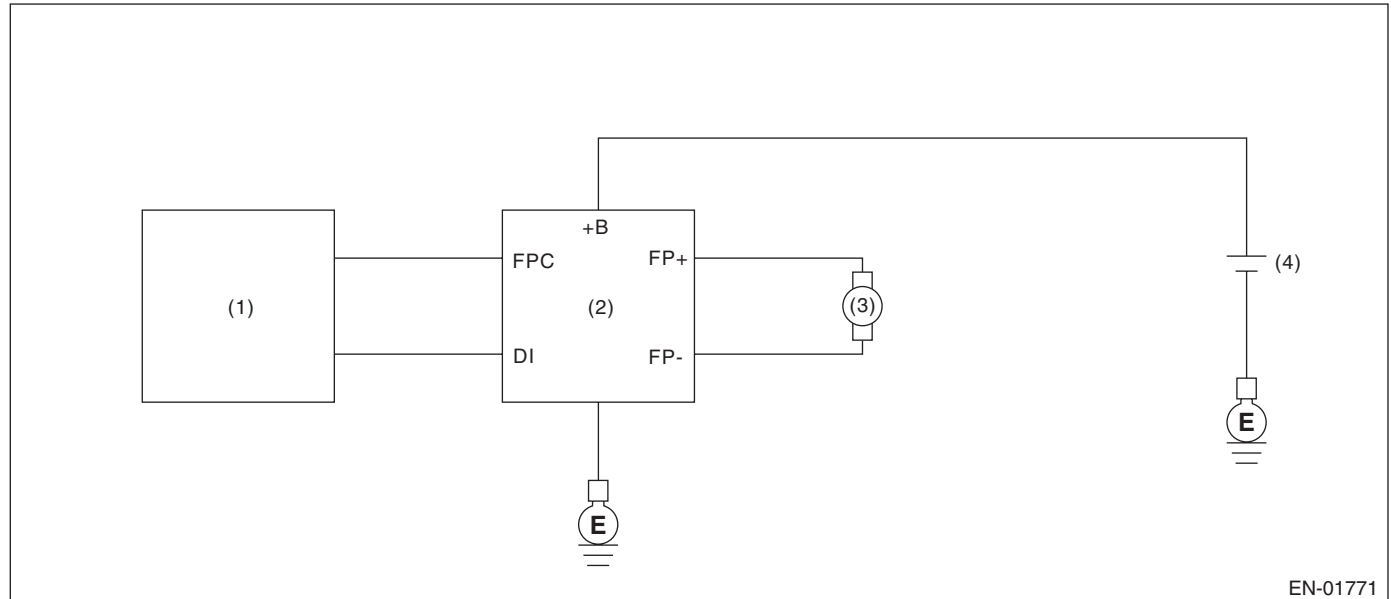 +B
FPC
FP+
(1)
(2)
(3)
(4)
DI
FP-
E
E
EN-01771